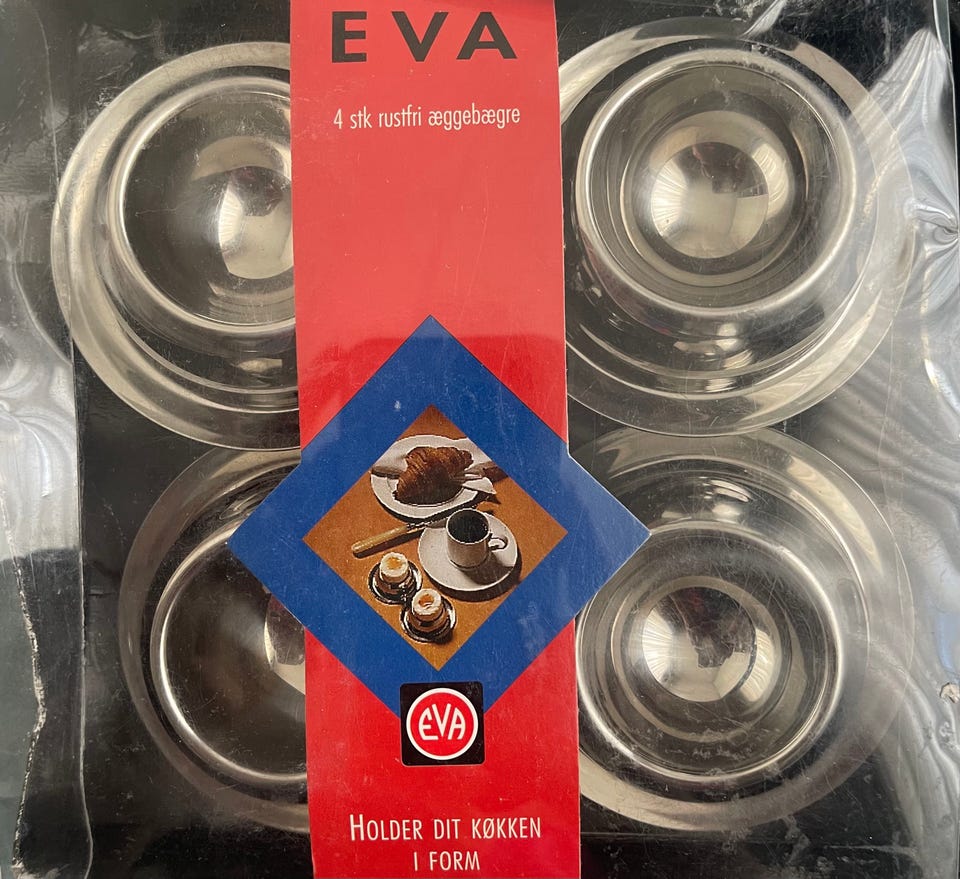 EVA
4 stk rustfri æggebægre
EVA
HOLDER DIT KØKKEN
I FORM